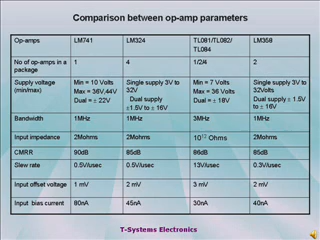 Comparison between op-amp parameters
Op-amps LM741 LM324 TL081/TL082/ LM358
TL084
No of op-amps in a 1 4 1/2/4 2
package
Supply voltage Min = 10 Volts Single supply 3V to Min = 7 Volts Single supply 3V to
(min/max) Max = 36V,44V 32V Max = 36 Volts 32Volts
Dual = ± 22V Dual supply Dual = ± 18V Dual supply ± 1.5V
±1.5V to ± 16V to ± 16V
Bandwidth 1MHz 1MHz 3MHz 1MHz
Input impedance 2Mohms 2Mohms 10¹² Ohms 2Mohms
CMRR 90dB 85dB 86dB 85dB
Slew rate 0.5V/usec 0.5V/usec 13V/usec 0.3V/usec
Input offset voltage 1 mV 2 mV 3 mV 2 mV
Input bias current 80nA 45nA 30nA 40nA
T-Systems Electronics